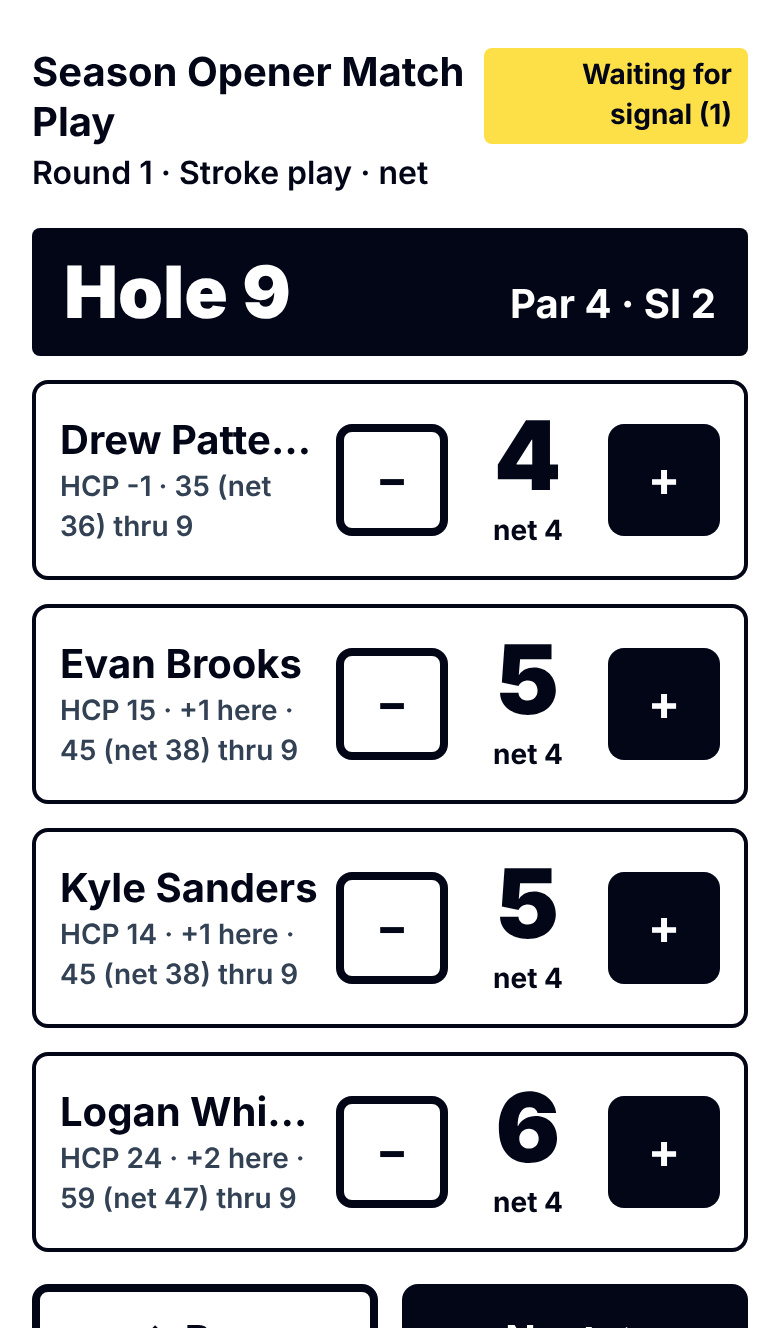 Season Opener Match
Play
Waiting for
signal (1)
Round 1 · Stroke play · net
Hole 9
Par 4 · SI 2
Drew Patte...
HCP -1 · 35 (net
36) thru 9
−
4
net 4
+
Evan Brooks
HCP 15 · +1 here ·
45 (net 38) thru 9
−
5
net 4
+
Kyle Sanders
HCP 14 · +1 here ·
45 (net 38) thru 9
−
5
net 4
+
Logan Whi...
HCP 24 · +2 here ·
59 (net 47) thru 9
−
6
net 4
+